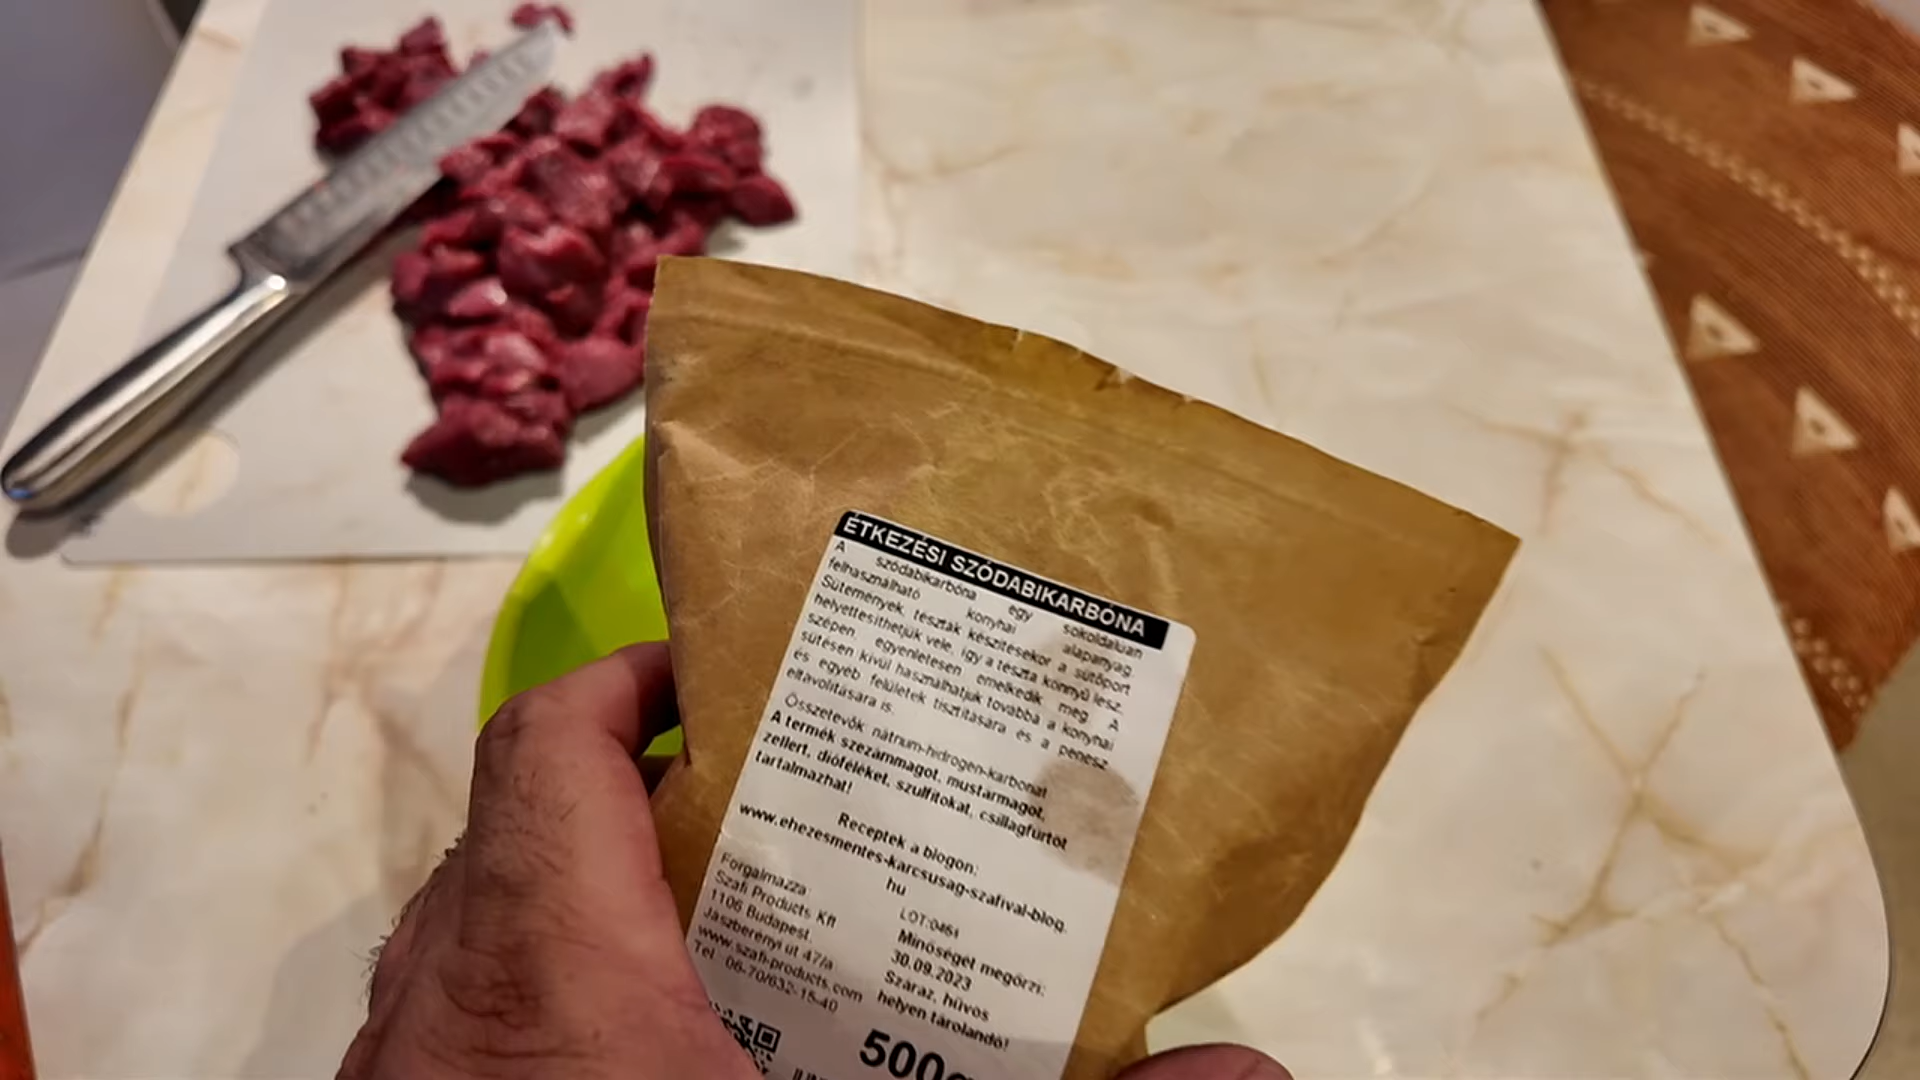 ÉTKEZÉSI SZÓDABIKARBÓNA
A szódabikarbóna egy sokoldalúan
felhasználható konyhai alapanyag.
Sütemények, tészták készítésekor a sütőport
helyettesíthetjük vele, így a tészta könnyű lesz,
szépen, egyenletesen emelkedik meg. A
sütésen kívül használhatjuk továbbá a konyhai
és egyéb felületek tisztítására és a penész
eltávolítására is.
Összetevők: nátrium-hidrogén-karbonát
A termék szezámmagot, mustármagot,
zellert, dióféléket, szulfitokat, csillagfürtöt
tartalmazhat!
Receptek a blogon:
www.ehezesmentes-karcsusag-szafival-blog.
hu
Forgalmazza:
Szafi Products Kft
1106 Budapest,
Jászberényi út 47/a
www.szafi-products.com
Tel.: 06-70/632-15-40
LOT:0461
Minőségét megőrzi:
30.09.2023
Száraz, hűvös
helyen tárolandó!
500g